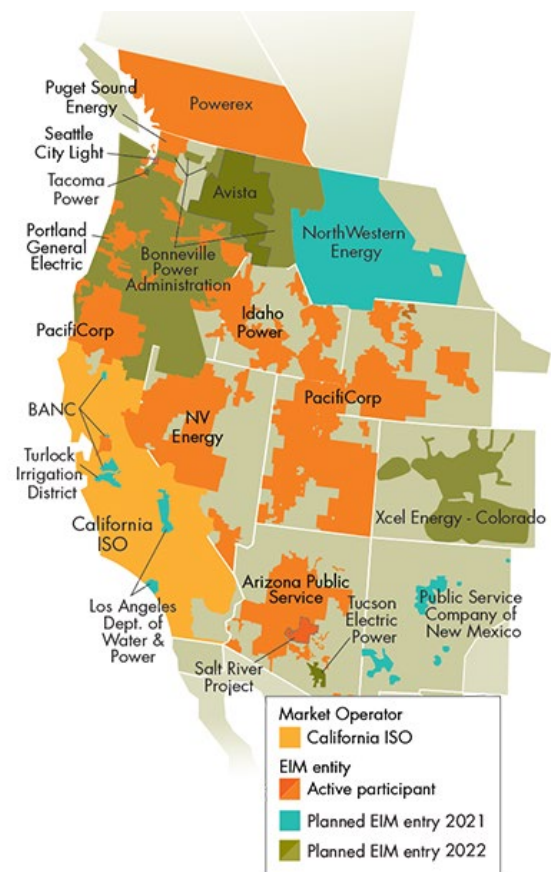 Powerex
Puget Sound
Energy
Seattle
City Light
Tacoma
Power
Avista
NorthWestern
Energy
Portland
General
Electric
Bonneville
Power
Administration
PacifiCorp
Idaho
Power
BANC
NV
Energy
PacifiCorp
Turlock
Irrigation
District
Xcel Energy - Colorado
California
ISO
Los Angeles
Dept. of
Water &
Power
Arizona Public
Service
Tucson
Electric
Power
Public Service
Company of
New Mexico
Salt River
Project
Market Operator
California ISO
EIM entity
Active participant
Planned EIM entry 2021
Planned EIM entry 2022